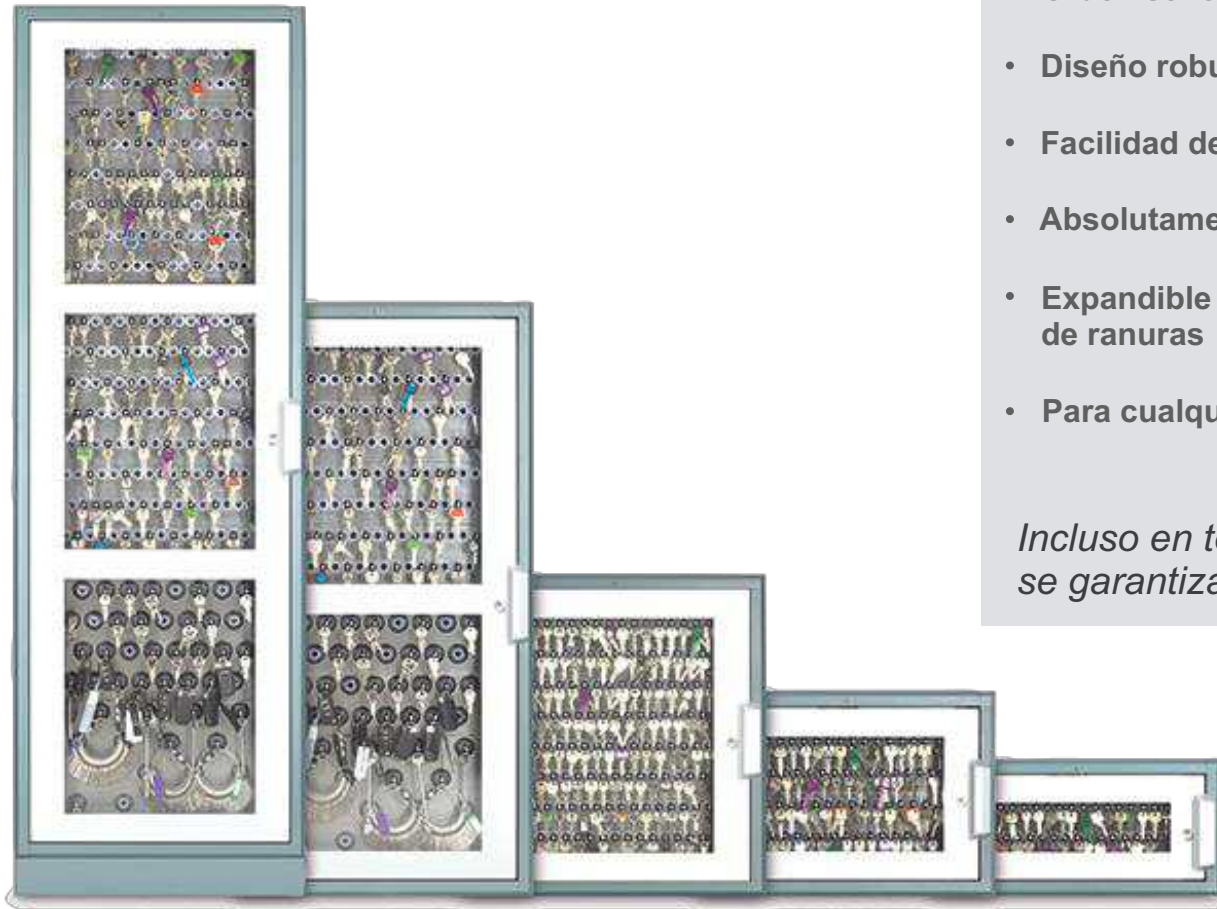 • Diseño robu
• Facilidad de
• Absolutame
• Expandible
de ranuras
• Para cualqu
Incluso en t
se garantiza